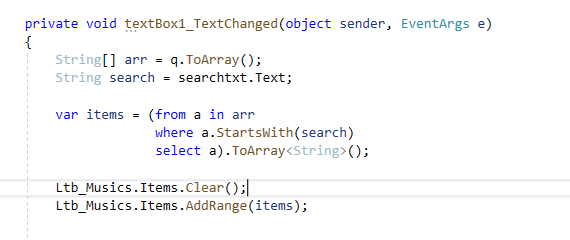 private void textBox1_TextChanged(object sender, EventArgs e)
{
String[] arr = q.ToArray();
String search = searchtxt.Text;
var items = (from a in arr
where a.StartsWith(search)
select a).ToArray<String>();
Ltb_Musics.Items.Clear();
Ltb_Musics.Items.AddRange(items);